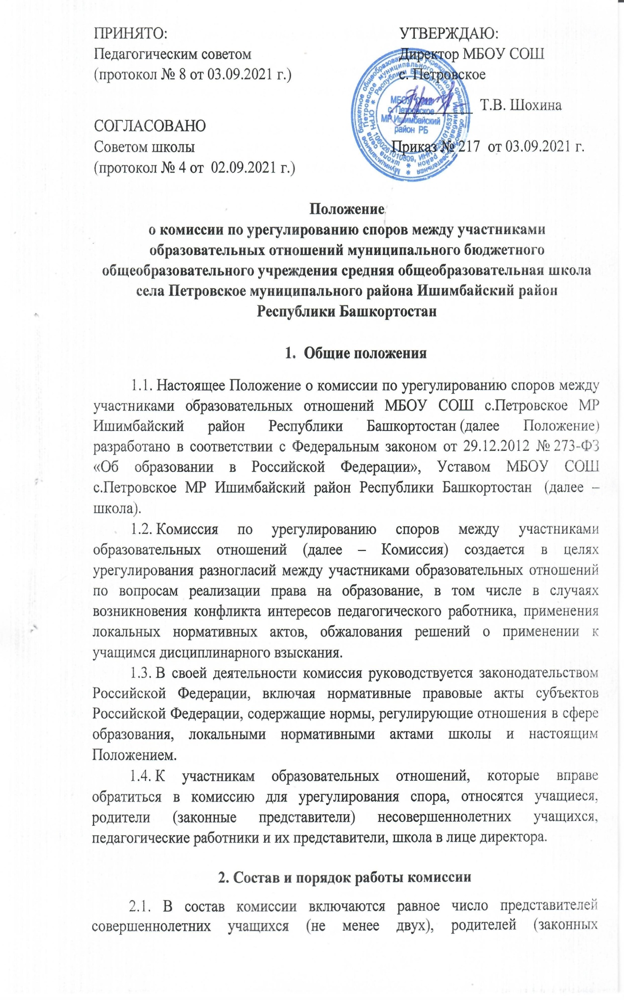 ПРИНЯТО:
Педагогическим советом
(протокол № 8 от 03.09.2021 г.)
СОГЛАСОВАНО
Советом школы
(протокол № 4 от 02.09.2021 г.)
УТВЕРЖДАЮ:
Директор МБОУ СОШ
с. Петровское
Т.В. Шохина
Приказ № 217 от 03.09.2021 г.
МБОУ СОШ
с. Петровское
МР Ишимбайский
район РБ
Положение
о комиссии по урегулированию споров между участниками
образовательных отношений муниципального бюджетного
общеобразовательного учреждения средняя общеобразовательная школа
села Петровское муниципального района Ишимбайский район
Республики Башкортостан
1. Общие положения
1.1. Настоящее Положение о комиссии по урегулированию споров между
участниками образовательных отношений МБОУ СОШ с.Петровское МР
Ишимбайский район Республики Башкортостан (далее Положение)
разработано в соответствии с Федеральным законом от 29.12.2012 № 273-ФЗ
«Об образовании в Российской Федерации», Уставом МБОУ СОШ
с.Петровское МР Ишимбайский район Республики Башкортостан (далее –
школа).
1.2. Комиссия по урегулированию споров между участниками
образовательных отношений (далее – Комиссия) создается в целях
урегулирования разногласий между участниками образовательных отношений
по вопросам реализации права на образование, в том числе в случаях
возникновения конфликта интересов педагогического работника, применения
локальных нормативных актов, обжалования решений о применении к
учащимся дисциплинарного взыскания.
1.3. В своей деятельности комиссия руководствуется законодательством
Российской Федерации, включая нормативные правовые акты субъектов
Российской Федерации, содержащие нормы, регулирующие отношения в сфере
образования, локальными нормативными актами школы и настоящим
Положением.
1.4. К участникам образовательных отношений, которые вправе
обратиться в комиссию для урегулирования спора, относятся учащиеся,
родители (законные представители) несовершеннолетних учащихся,
педагогические работники и их представители, школа в лице директора.
2. Состав и порядок работы комиссии
2.1. В состав комиссии включаются равное число представителей
совершеннолетних учащихся (не менее двух), родителей (законных